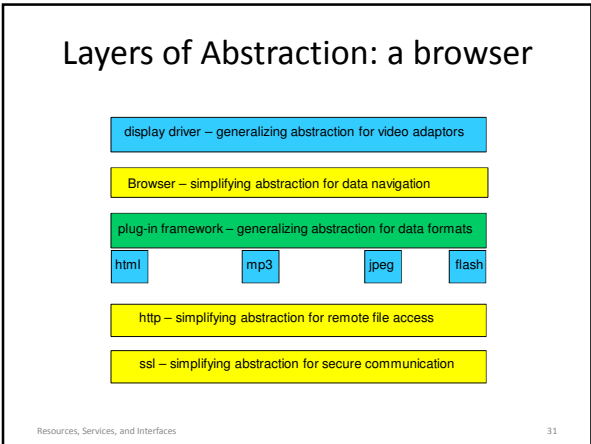 Layers of Abstraction: a browser
display driver – generalizing abstraction for video adaptors
Browser – simplifying abstraction for data navigation
plug-in framework – generalizing abstraction for data formats
html mp3 jpeg flash
http – simplifying abstraction for remote file access
ssl – simplifying abstraction for secure communication
Resources, Services, and Interfaces 31